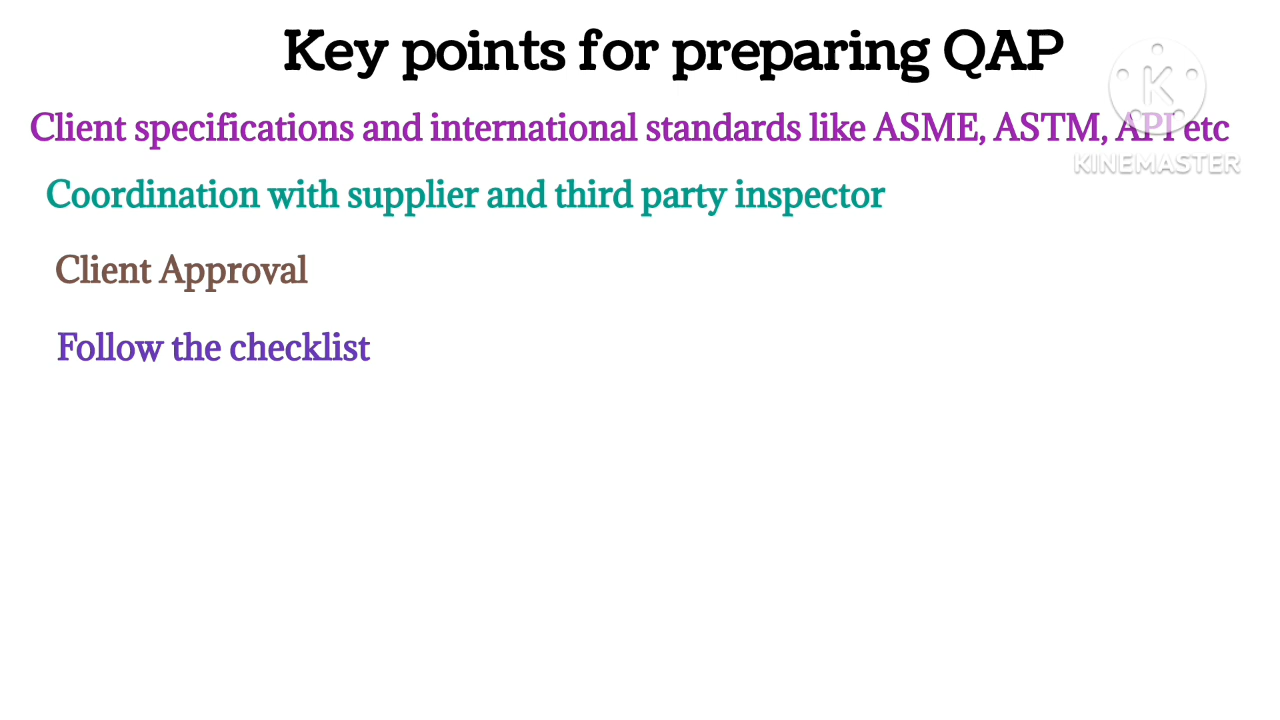 Key points for preparing QAP
Client specifications and international standards like ASME, ASTM, API etc
KINEMASTER
Coordination with supplier and third party inspector
Client Approval
Follow the checklist